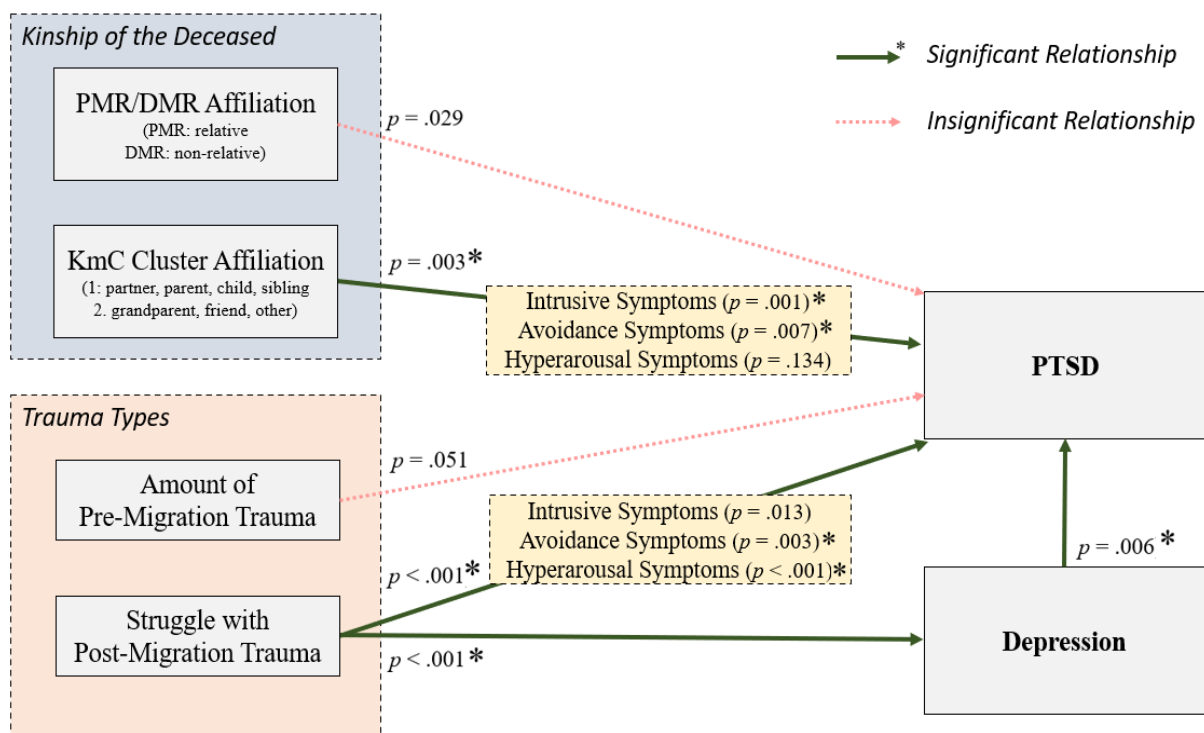 Kinship of the Deceased
PMR/DMR Affiliation
(PMR: relative
DMR: non-relative)
p = .029
KmC Cluster Affiliation
(1: partner, parent, child, sibling
2. grandparent, friend, other)
p = .003*
* Significant Relationship
Insignificant Relationship
Intrusive Symptoms (p = .001)*
Avoidance Symptoms (p = .007)*
Hyperarousal Symptoms (p = .134)
PTSD
Trauma Types
Amount of
Pre-Migration Trauma
p = .051
Intrusive Symptoms (p = .013)
Avoidance Symptoms (p = .003)*
Hyperarousal Symptoms (p < .001)*
p < .001*
Struggle with
Post-Migration Trauma
p < .001*
p = .006*
Depression